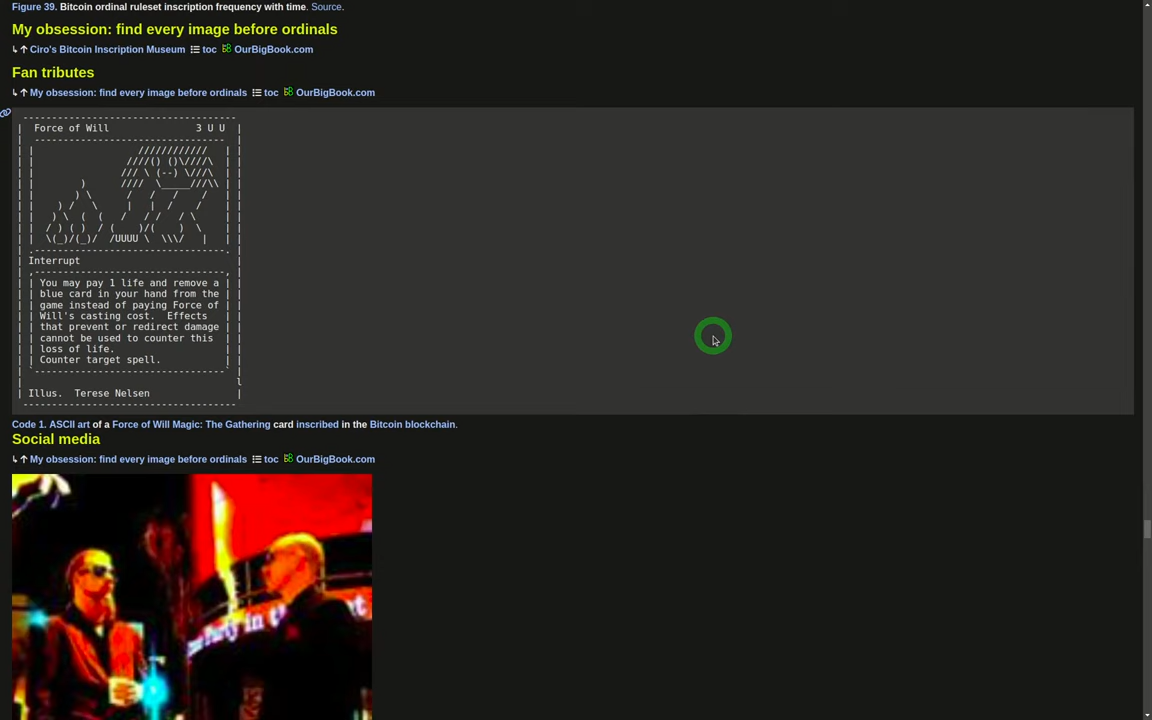 Figure 39. Bitcoin ordinal ruleset inscription frequency with time. Source.
My obsession: find every image before ordinals
↳ ↑ Ciro's Bitcoin Inscription Museum toc OurBigBook.com
Fan tributes
↳ ↑ My obsession: find every image before ordinals toc OurBigBook.com
 -------------------------------------
|  Force of Will              3 U U  |
|  -------------------------------  |
| |                 ////////////   | |
| |               ////() ()\////\  | |
| |              /// \ (--) \///\  | |
| |        )     ////  \_____///\\ | |
| |       ) \      /   /   /    /   | |
| |    ) /   \     |   |  /    /    | |
| |   ) \  (  (   /   / /   / \     | |
| |  / ) ( )  / (    )/(    )  \    | |
| |  \(_)/(_)/  /UUUU \  \\\/   |   | |
| .--------------------------------. |
| Interrupt                          |
| ,--------------------------------, |
| | You may pay 1 life and remove a | |
| | blue card in your hand from the | |
| | game instead of paying Force of | |
| | Will's casting cost.  Effects   | |
| | that prevent or redirect damage | |
| | cannot be used to counter this  | |
| | loss of life.                   | |
| | Counter target spell.           | |
| `--------------------------------` |
|                                    l
| Illus.  Terese Nelsen              |
 -------------------------------------
Code 1. ASCII art of a Force of Will Magic: The Gathering card inscribed in the Bitcoin blockchain.
Social media
↳ ↑ My obsession: find every image before ordinals toc OurBigBook.com
Party in t